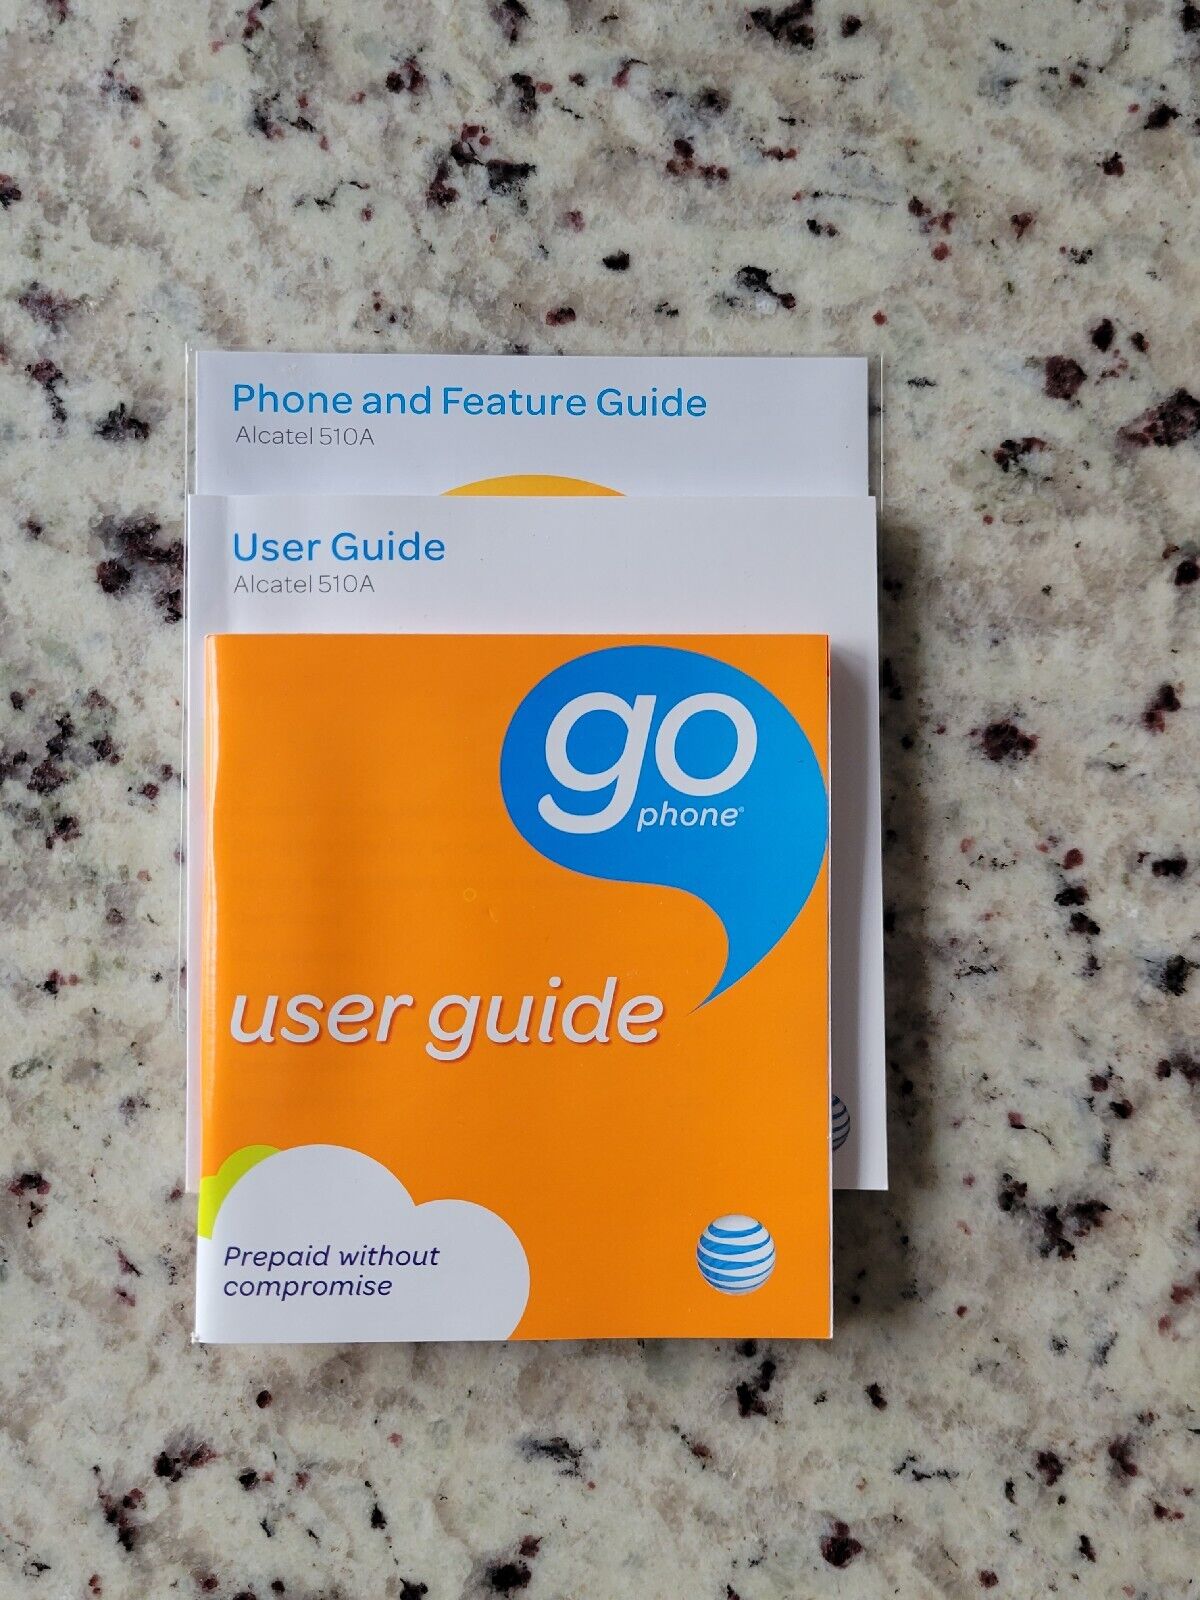 Phone and Feature Guide
Alcatel 510A
User Guide
Alcatel 510A
go
phone®
user guide
Prepaid without
compromise